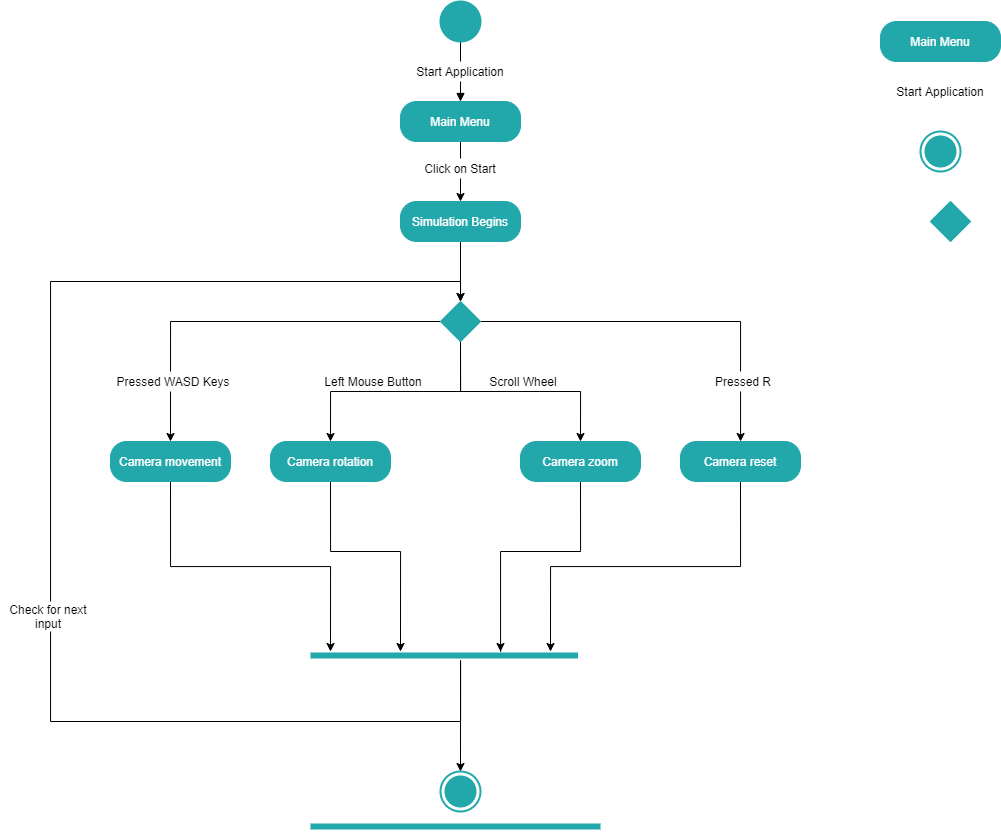 Main Menu
Start Application
Start Application
Main Menu
Click on Start
Simulation Begins
Pressed WASD Keys
Left Mouse Button
Scroll Wheel
Pressed R
Camera movement
Camera rotation
Camera zoom
Camera reset
Check for next
input